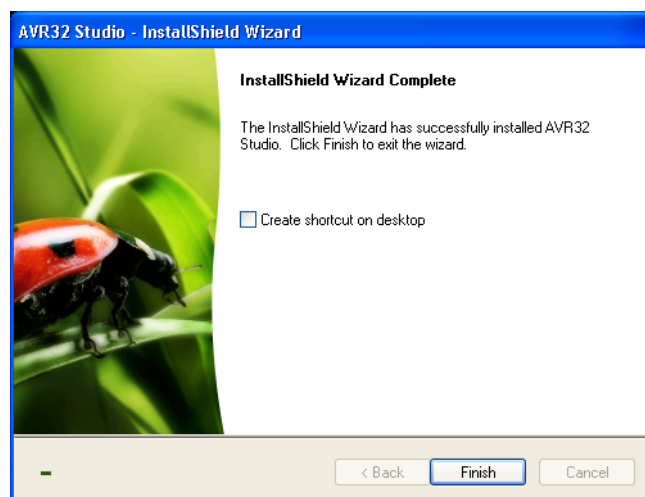 AVR32 Studio - InstallShield Wizard
InstallShield Wizard Complete
The InstallShield Wizard has successfully installed AVR32
Studio. Click Finish to exit the wizard.
Create shortcut on desktop
< Back Finish Cancel